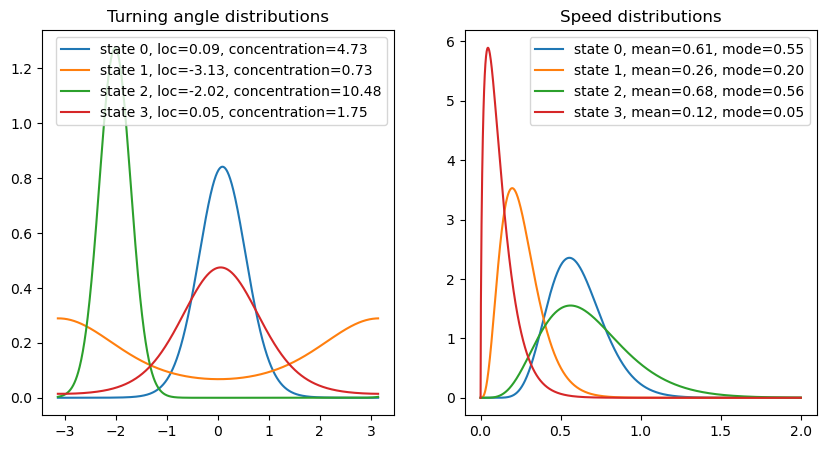 Turning angle distributions
state 0, loc=0.09, concentration=4.73
state 1, loc=-3.13, concentration=0.73
state 2, loc=-2.02, concentration=10.48
state 3, loc=0.05, concentration=1.75
1.2
1.0
0.8
0.6
0.4
0.2
0.0
−3 −2 −1 0 1 2 3
Speed distributions
state 0, mean=0.61, mode=0.55
state 1, mean=0.26, mode=0.20
state 2, mean=0.68, mode=0.56
state 3, mean=0.12, mode=0.05
6
5
4
3
2
1
0
0.0 0.5 1.0 1.5 2.0